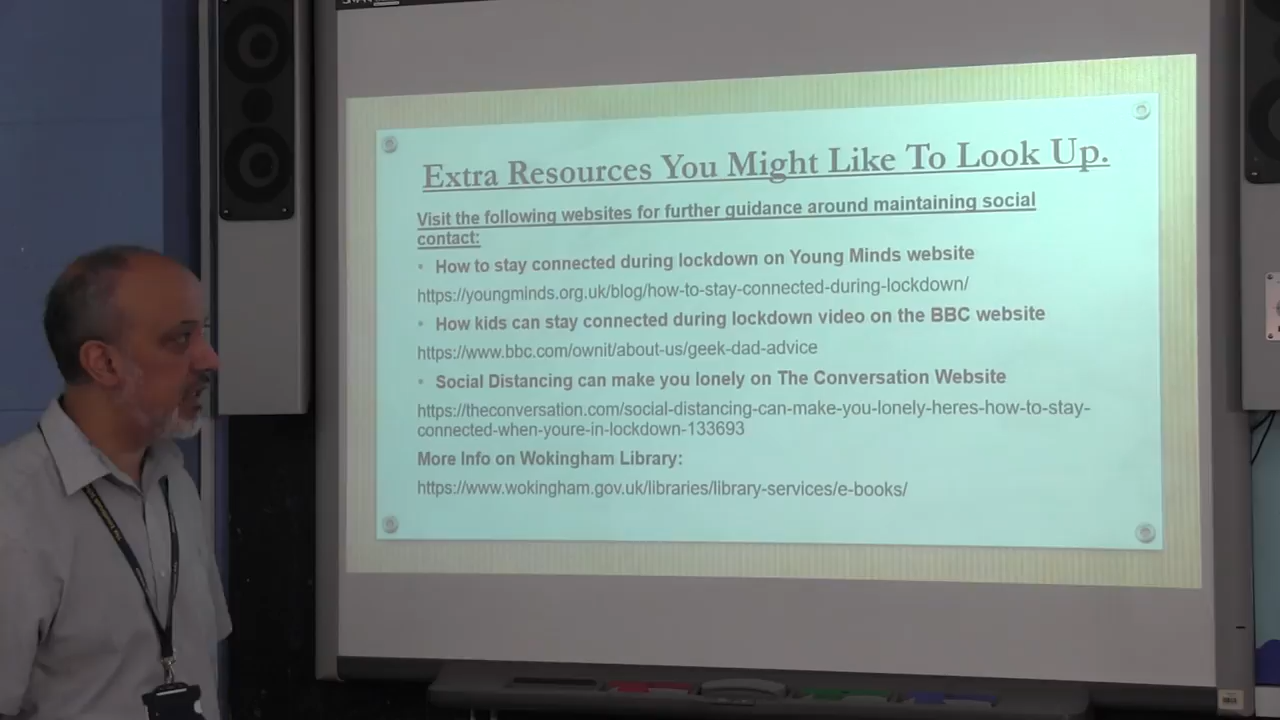 Extra Resources You Might Like To Look Up.
Visit the following websites for further guidance around maintaining social
contact:
• How to stay connected during lockdown on Young Minds website
https://youngminds.org.uk/blog/how-to-stay-connected-during-lockdown/
• How kids can stay connected during lockdown video on the BBC website
https://www.bbc.com/ownit/about-us/geek-dad-advice
• Social Distancing can make you lonely on The Conversation Website
https://theconversation.com/social-distancing-can-make-you-lonely-heres-how-to-stay-
connected-when-youre-in-lockdown-133693
More Info on Wokingham Library:
https://www.wokingham.gov.uk/libraries/library-services/e-books/